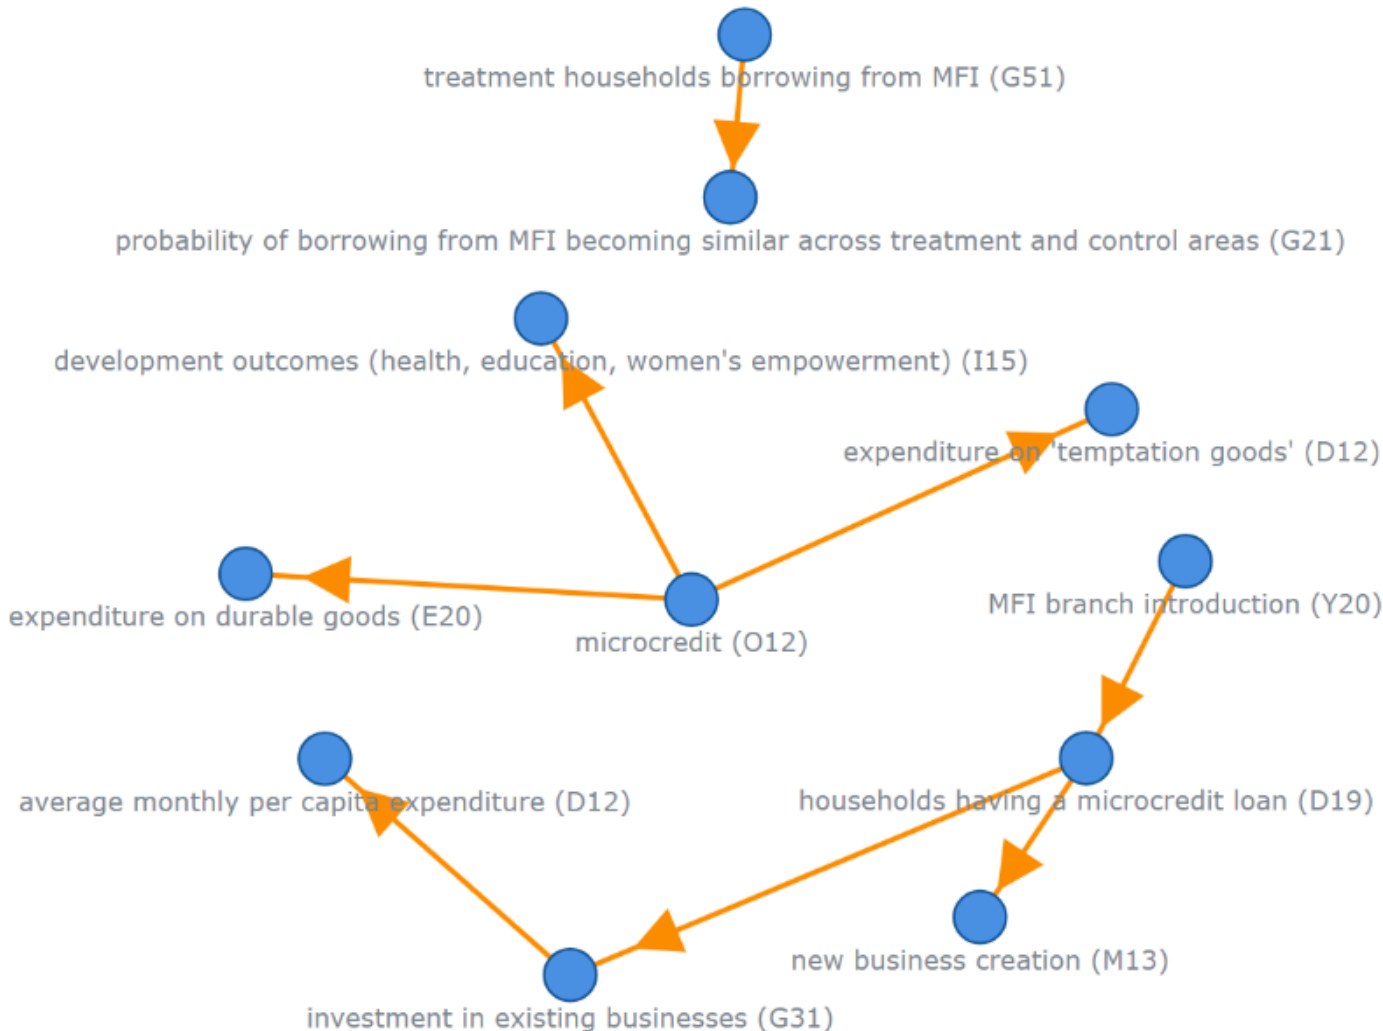 treatment households borrowing from MFI (G51)
probability of borrowing from MFI becoming similar across treatment and control areas (G21)
development outcomes (health, education, women's empowerment) (I15)
expenditure on 'temptation goods' (D12)
MFI branch introduction (Y20)
expenditure on durable goods (E20)
microcredit (O12)
average monthly per capita expenditure (D12)
households having a microcredit loan (D19)
new business creation (M13)
investment in existing businesses (G31)